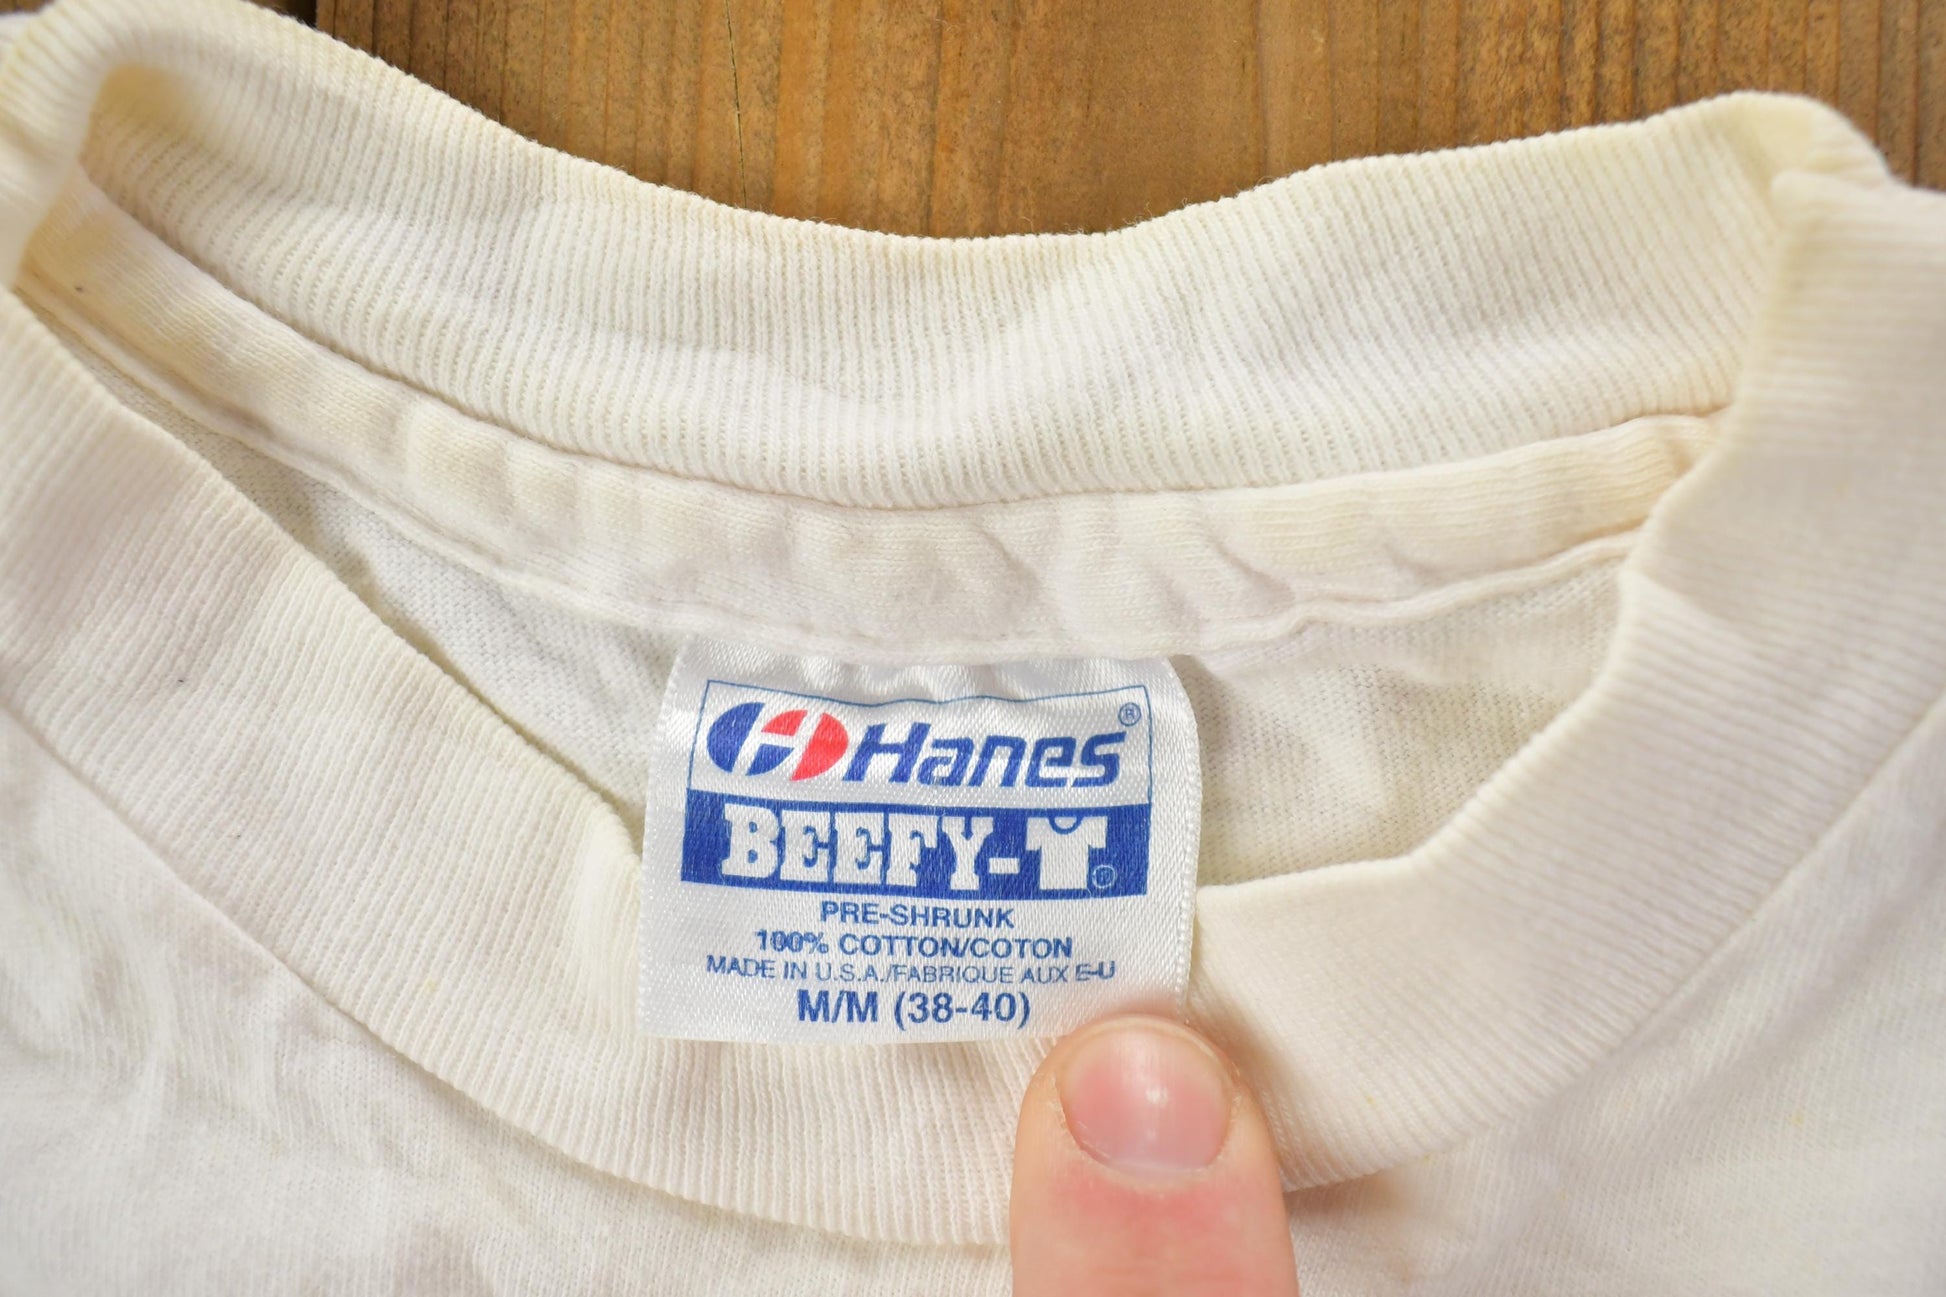 Hanes®
BEEFY-T®
PRE-SHRUNK
100% COTTON/COTON
MADE IN U.S.A./FABRIQUE AUX E-U
M/M (38-40)